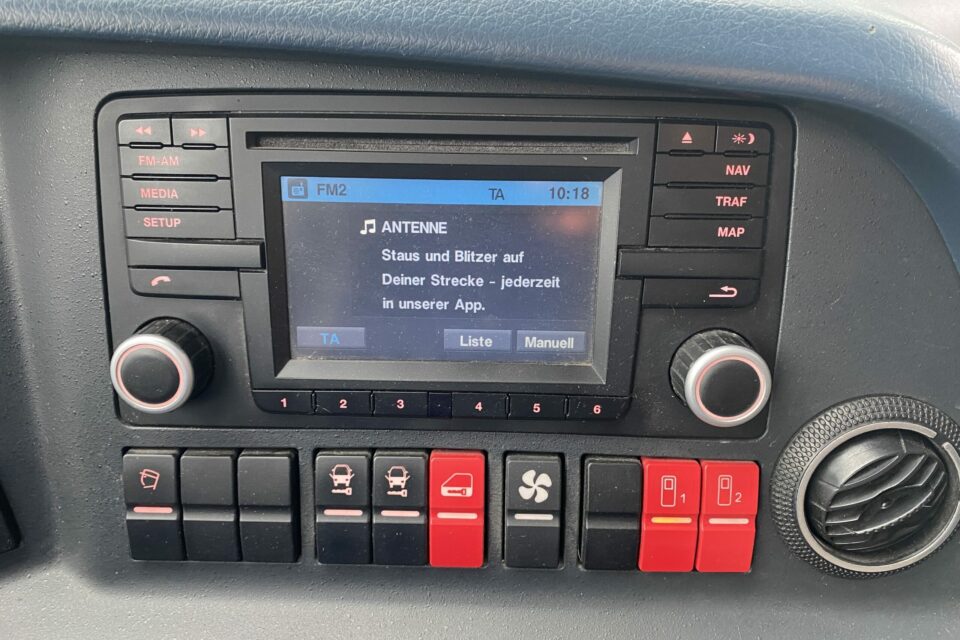 FM-AM
MEDIA
SETUP
FM2 TA 10:18
ANTENNE
Staus und Blitzer auf
Deiner Strecke - jederzeit
in unserer App.
TA Liste Manuell
NAV
TRAF
MAP
1 2 3 4 5 6
1 2